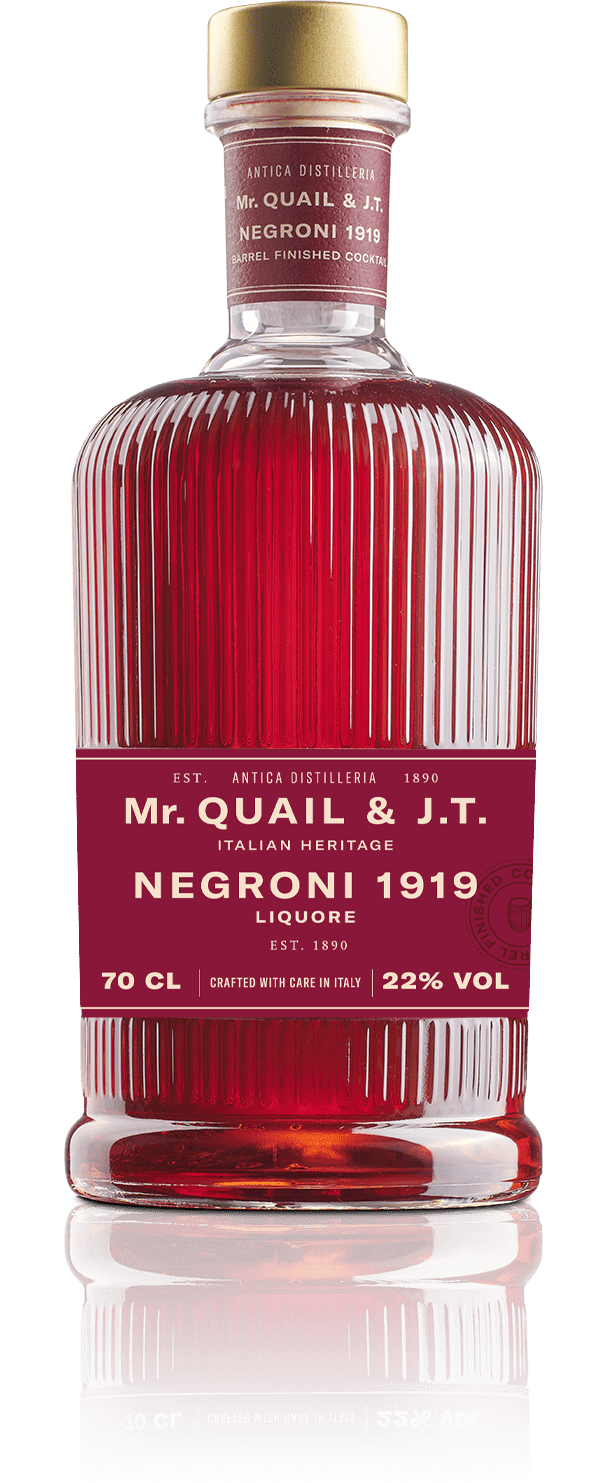 ANTICA DISTILLERIA
Mr. QUAIL & J.T.
NEGRONI 1919
BARREL FINISHED COCKTAIL
EST. ANTICA DISTILLERIA 1890
Mr. QUAIL & J.T.
ITALIAN HERITAGE
NEGRONI 1919
LIQUORE
EST. 1890
70 CL CRAFTED WITH CARE IN ITALY 22% VOL
FINISHED